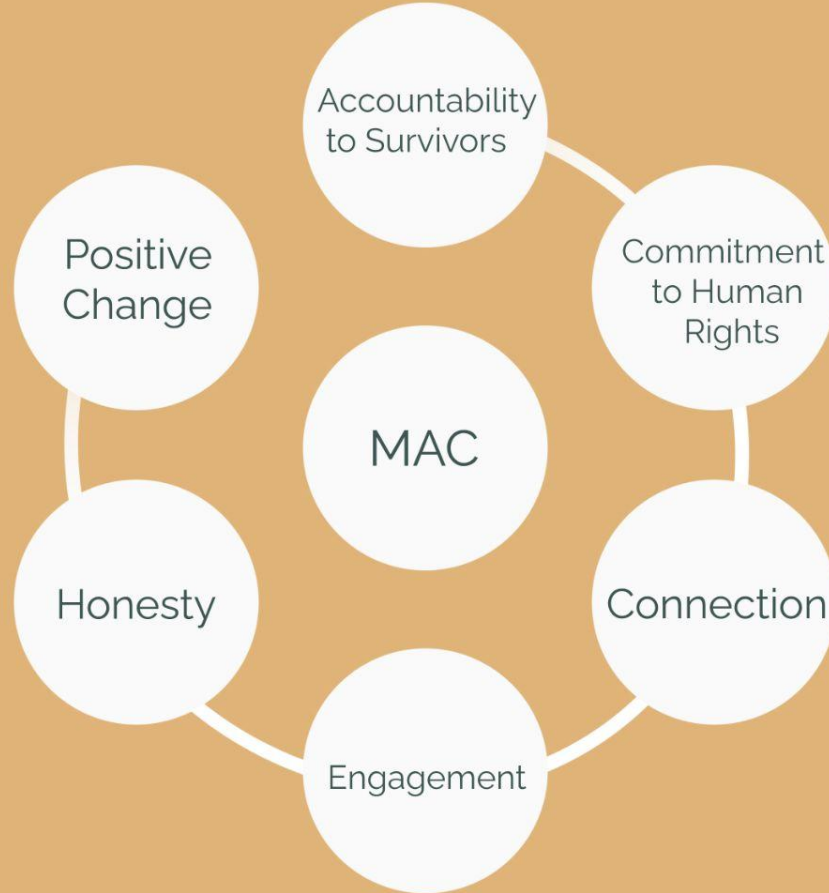 Accountability
to Survivors
Commitment
to Human
Rights
Connection
Engagement
Honesty
Positive
Change
MAC